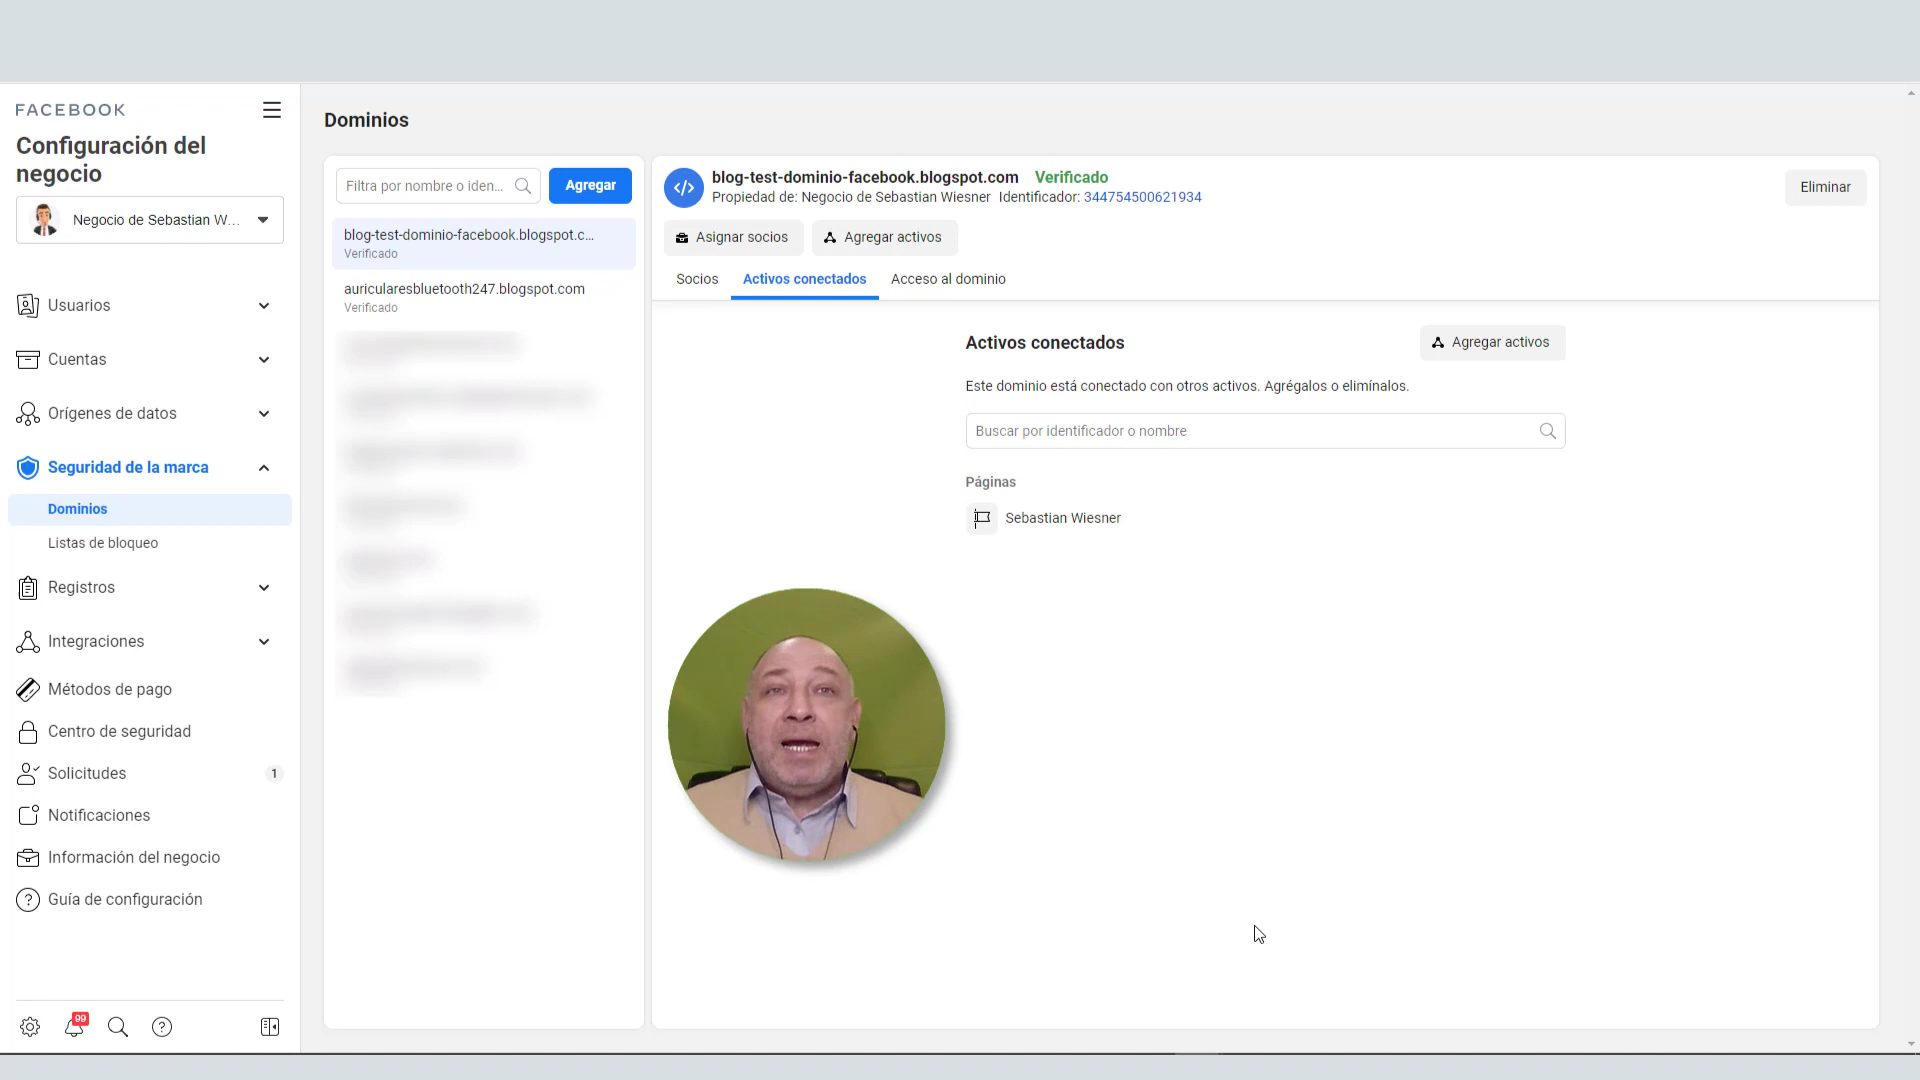 FACEBOOK
Configuración del
negocio
Negocio de Sebastian W...
Usuarios
Cuentas
Orígenes de datos
Seguridad de la marca
Dominios
Listas de bloqueo
Registros
Integraciones
Métodos de pago
Centro de seguridad
Solicitudes 1
Notificaciones
Información del negocio
Guía de configuración
99
Dominios
Filtra por nombre o iden...
Agregar
blog-test-dominio-facebook.blogspot.c...
Verificado
auricularesbluetooth247.blogspot.com
Verificado
blog-test-dominio-facebook.blogspot.com Verificado
Propiedad de: Negocio de Sebastian Wiesner Identificador: 344754500621934
Eliminar
Asignar socios Agregar activos
Socios Activos conectados Acceso al dominio
Activos conectados
Agregar activos
Este dominio está conectado con otros activos. Agrégalos o elimínalos.
Buscar por identificador o nombre
Páginas
Sebastian Wiesner